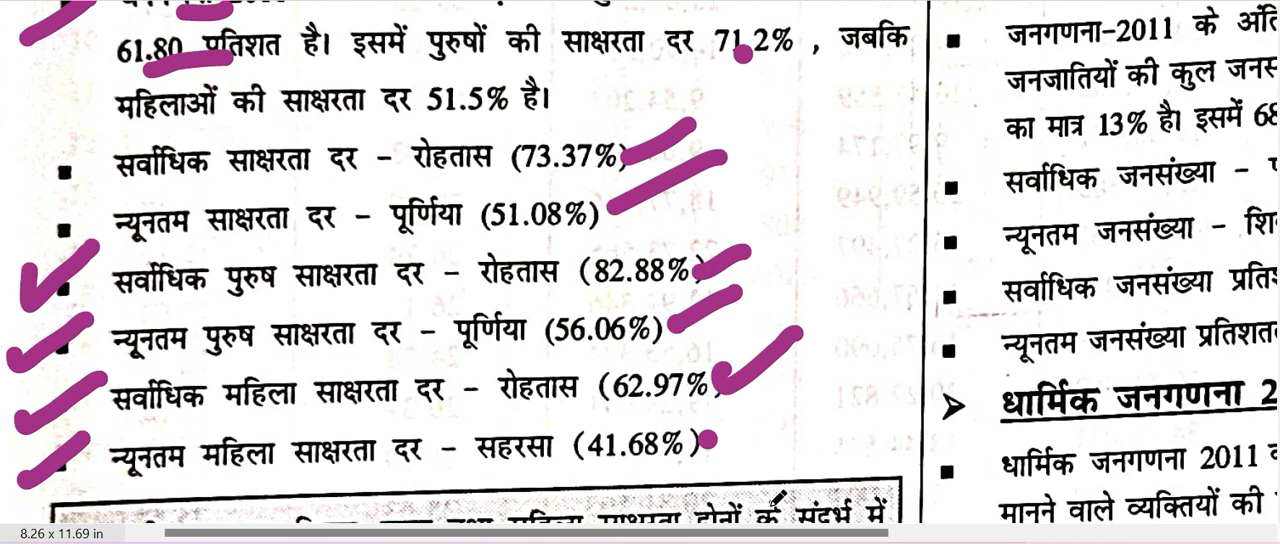 61.80 प्रतिशत है। इसमें पुरुषों की साक्षरता दर 71.2% , जबकि
महिलाओं की साक्षरता दर 51.5% है।
सर्वाधिक साक्षरता दर – रोहतास (73.37%)
न्यूनतम साक्षरता दर – पूर्णिया (51.08%)
सर्वाधिक पुरुष साक्षरता दर – रोहतास (82.88%)
न्यूनतम पुरुष साक्षरता दर – पूर्णिया (56.06%)
सर्वाधिक महिला साक्षरता दर – रोहतास (62.97%
न्यूनतम महिला साक्षरता दर – सहरसा (41.68%)
जनगणना-2011 के
जनजातियों की कुल
का मात्र 13% है। इसमें
सर्वाधिक जनसंख्या –
न्यूनतम जनसंख्या –
सर्वाधिक जनसंख्या
न्यूनतम जनसंख्या
धार्मिक जनगणना
धार्मिक जनगणना 2011
मानने वाले व्यक्तियों की
8.26 x 11.69 in